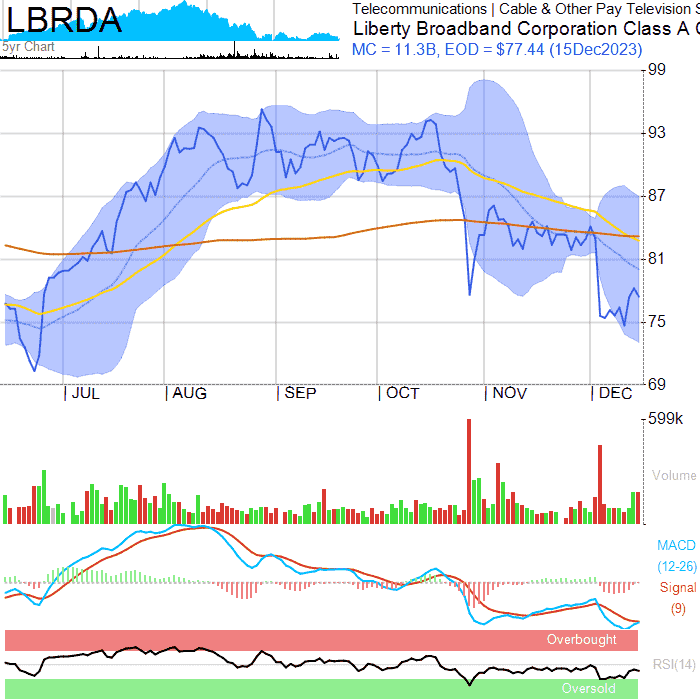 LBRDA
5yr Chart
Telecommunications | Cable & Other Pay Television S
Liberty Broadband Corporation Class A C
MC = 11.3B, EOD = $77.44 (15Dec2023)
99
93
87
81
75
69
JUL AUG SEP OCT NOV DEC
599k
Volume
MACD
(12-26)
Signal
(9)
Overbought
RSI(14)
Oversold